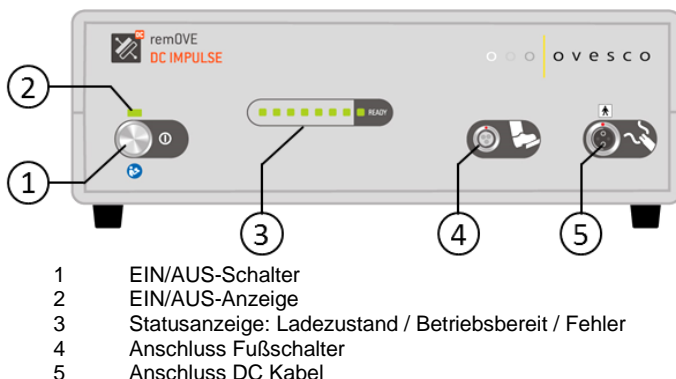 remOVE
DC IMPULSE
ovesco
READY
2
1
3
4
5
1 EIN/AUS-Schalter
2 EIN/AUS-Anzeige
3 Statusanzeige: Ladezustand / Betriebsbereit / Fehler
4 Anschluss Fußschalter
5 Anschluss DC Kabel